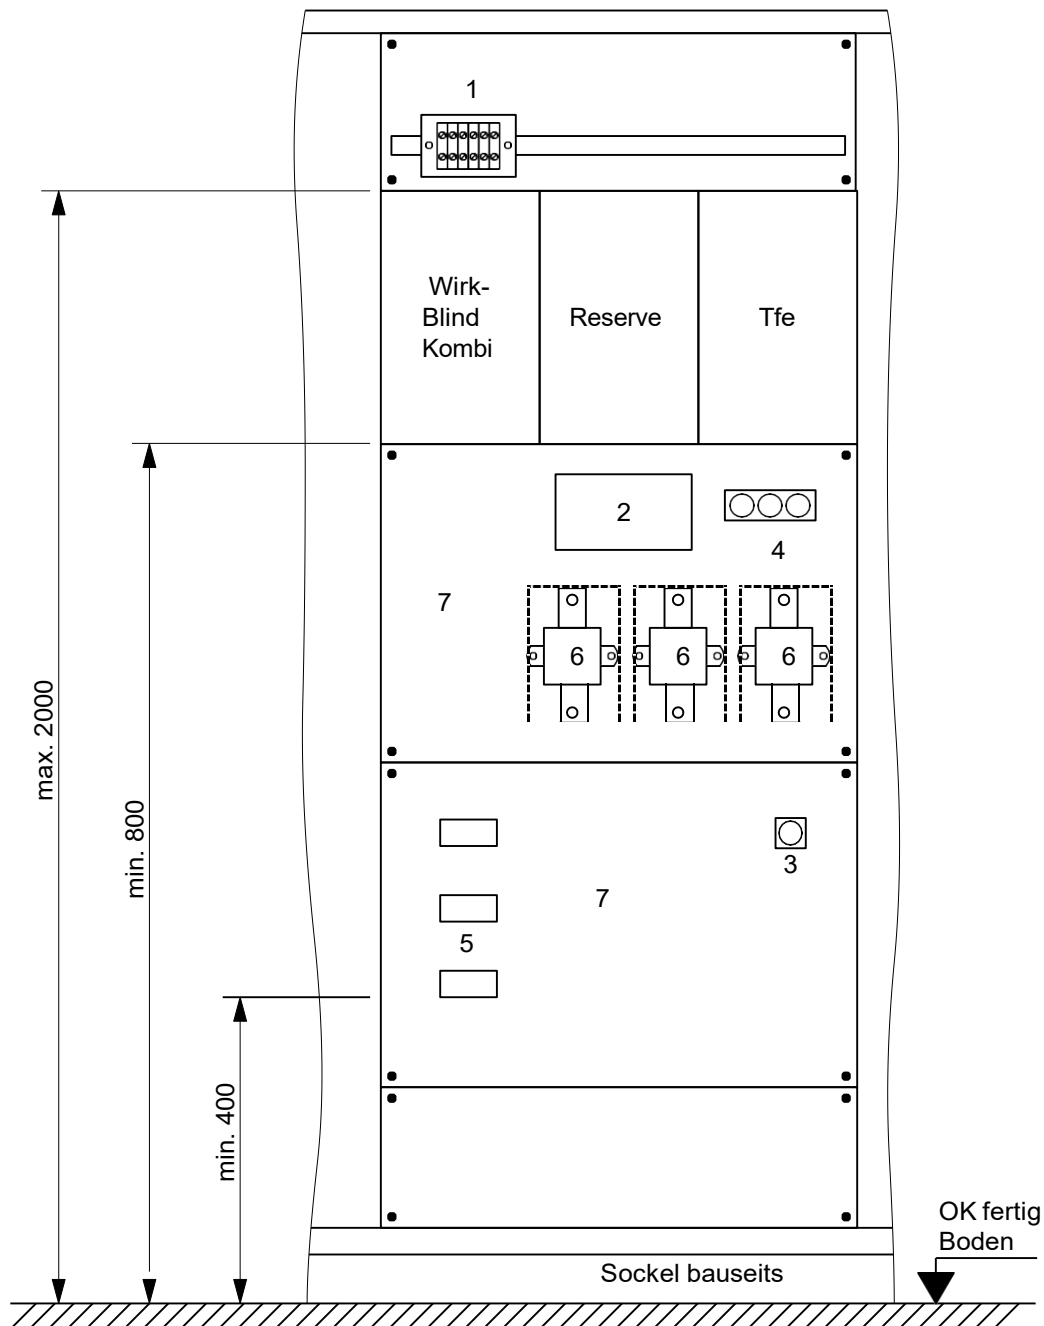 1
Wirk-
Blind
Kombi
Reserve
Tfe
2
4
7
6
6
6
max. 2000
min. 800
3
7
5
min. 400
OK fertig
Boden
Sockel bauseits